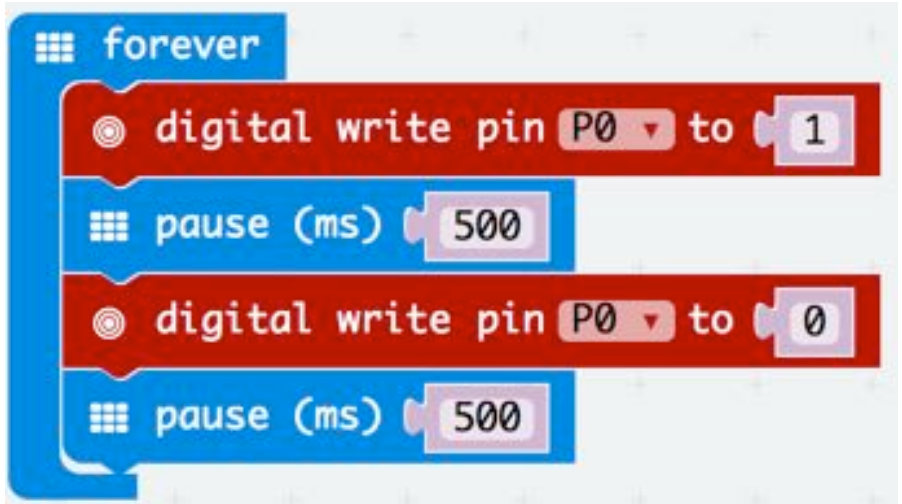 forever
digital write pin P0 to 1
pause (ms) 500
digital write pin P0 to 0
pause (ms) 500